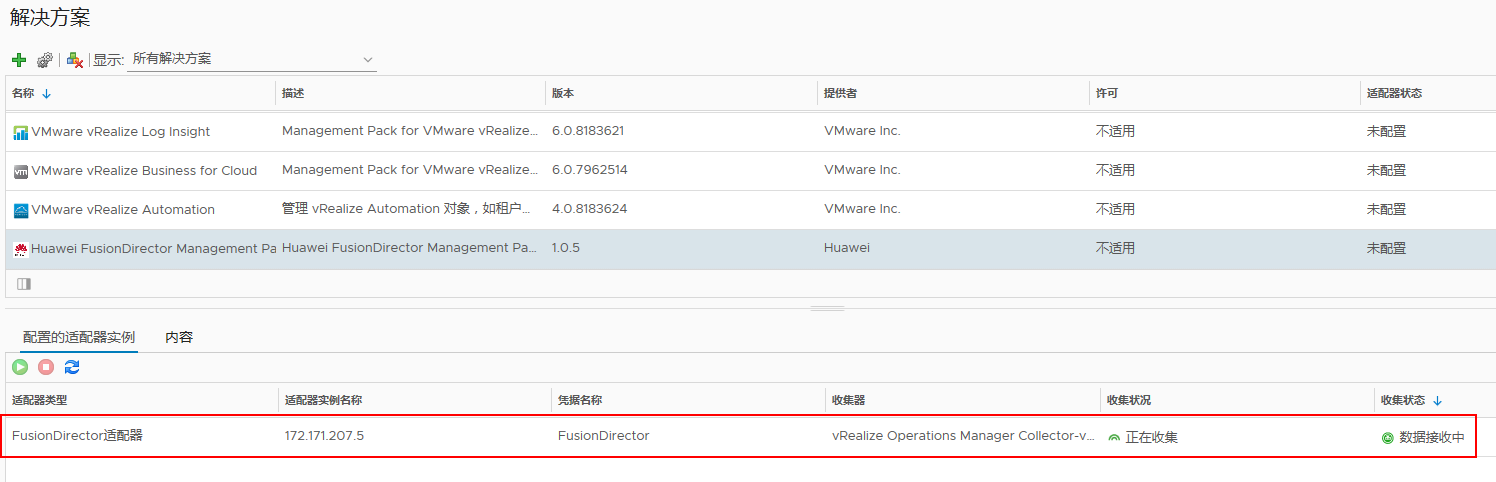 解决方案
显示: 所有解决方案
名称 描述 版本 提供者 许可 适配器状态
VMware vRealize Log Insight Management Pack for VMware vRealize... 6.0.8183621 VMware Inc. 不适用 未配置
VMware vRealize Business for Cloud Management Pack for VMware vRealize... 6.0.7962514 VMware Inc. 不适用 未配置
VMware vRealize Automation 管理 vRealize Automation 对象，如租户... 4.0.8183624 VMware Inc. 不适用 未配置
Huawei FusionDirector Management Pa Huawei FusionDirector Management Pa... 1.0.5 Huawei 不适用 未配置
配置的适配器实例 内容
适配器类型 适配器实例名称 凭据名称 收集器 收集状况 收集状态
FusionDirector适配器 172.171.207.5 FusionDirector vRealize Operations Manager Collector-v... 正在收集 数据接收中